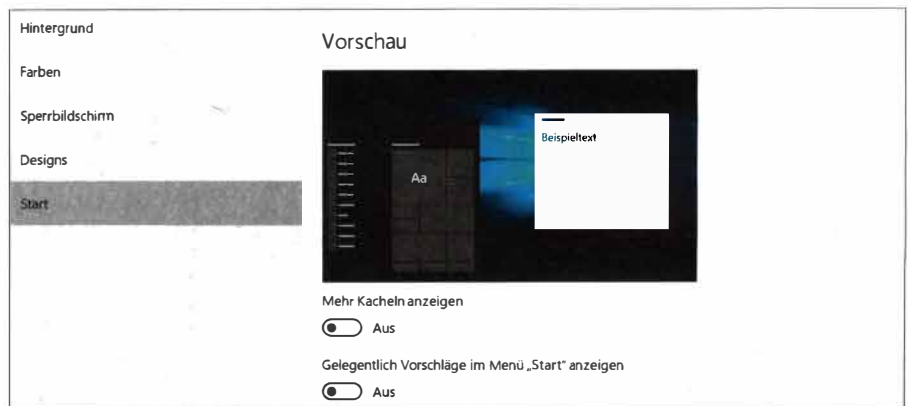 Hintergrund
Farben
Sperrbildschirm
Designs
Start
Vorschau
Beispieltext
Aa
Mehr Kacheln anzeigen
Aus
Gelegentlich Vorschläge im Menü „Start“ anzeigen
Aus